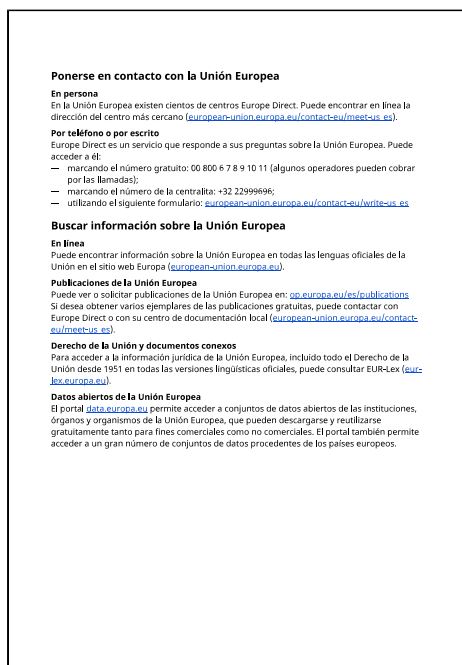 Ponerse en contacto con la Unión Europea
En persona
En la Unión Europea existen cientos de centros Europe Direct. Puede encontrar en línea la
dirección del centro más cercano (european-union.europa.eu/contact-eu/meet-us_es).
Por teléfono o por escrito
Europe Direct es un servicio que responde a sus preguntas sobre la Unión Europea. Puede
acceder a él:
— marcando el número gratuito: 00 800 6 7 8 9 10 11 (algunos operadores pueden cobrar
por las llamadas);
— marcando el número de la centralita: +32 22999696;
— utilizando el siguiente formulario: european-union.europa.eu/contact-eu/write-us_es
Buscar información sobre la Unión Europea
En línea
Puede encontrar información sobre la Unión Europea en todas las lenguas oficiales de la
Unión en el sitio web Europa (european-union.europa.eu).
Publicaciones de la Unión Europea
Puede ver o solicitar publicaciones de la Unión Europea en: op.europa.eu/es/publications
Si desea obtener varios ejemplares de las publicaciones gratuitas, puede contactar con
Europe Direct o con su centro de documentación local (european-union.europa.eu/contact-
eu/meet-us_es).
Derecho de la Unión y documentos conexos
Para acceder a la información jurídica de la Unión Europea, incluido todo el Derecho de la
Unión desde 1951 en todas las versiones lingüísticas oficiales, puede consultar EUR-Lex (eur-
lex.europa.eu).
Datos abiertos de la Unión Europea
El portal data.europa.eu permite acceder a conjuntos de datos abiertos de las instituciones,
órganos y organismos de la Unión Europea, que pueden descargarse y reutilizarse
gratuitamente tanto para fines comerciales como no comerciales. El portal también permite
acceder a un gran número de conjuntos de datos procedentes de los países europeos.